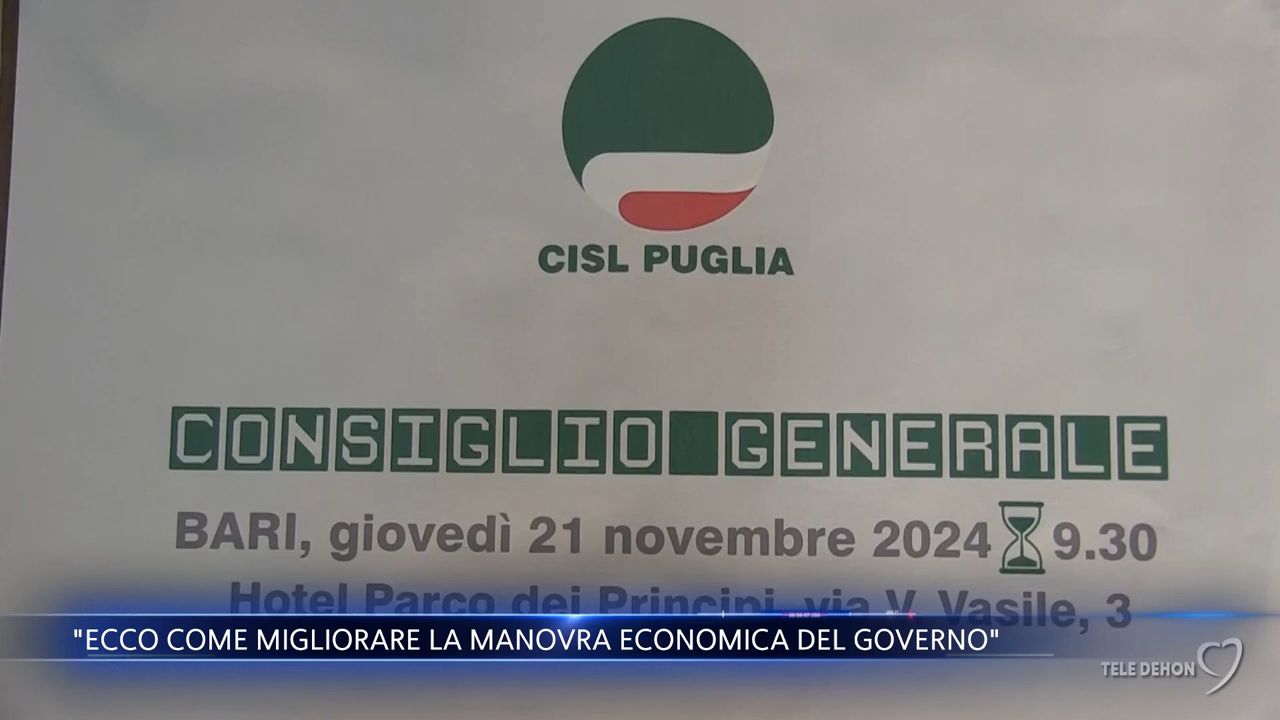 CISL PUGLIA
CONSIGLIO GENERALE
BARI, giovedì 21 novembre 2024 9.30
Hotel Parco dei Principi, via V. Vasile, 3
"ECCO COME MIGLIORARE LA MANOVRA ECONOMICA DEL GOVERNO"
TELE DEHON